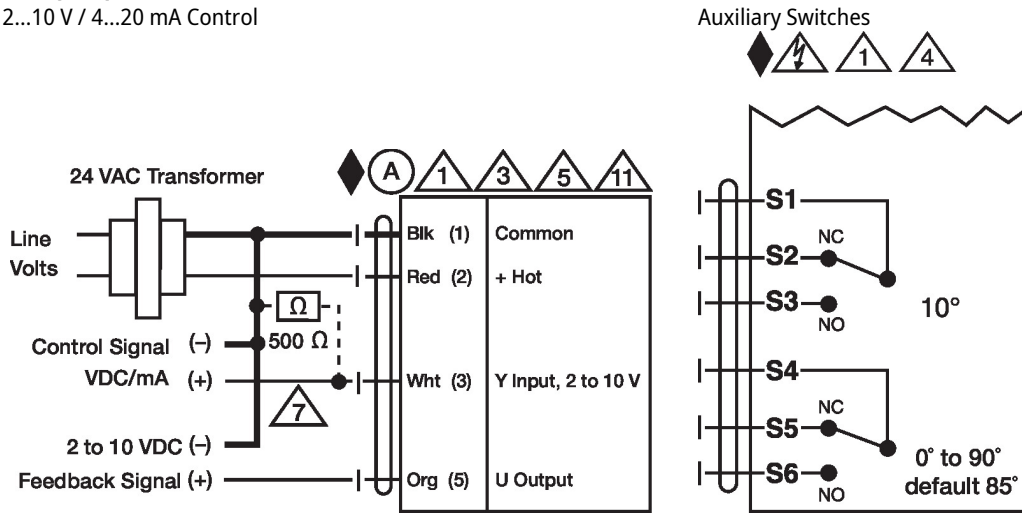 2...10 V / 4...20 mA Control
24 VAC Transformer
A
1
3
5
11
Line
Volts
Blk (1)
Common
Red (2)
+ Hot
Ω
500 Ω
Control Signal (–)
VDC/mA (+)
7
Wht (3)
Y Input, 2 to 10 V
2 to 10 VDC (–)
Feedback Signal (+)
Org (5)
U Output
Auxiliary Switches
1
4
S1
NC
S2
S3
NO
10°
S4
NC
S5
S6
NO
0° to 90°
default 85°